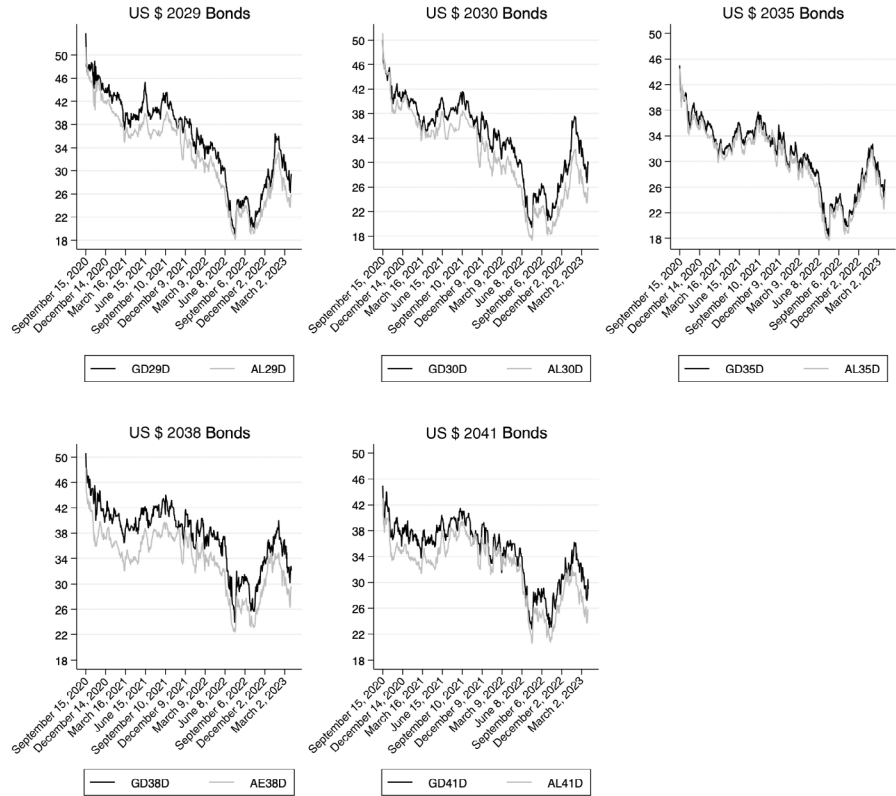 US $ 2029 Bonds
50
46
42
38
34
30
26
22
18
September 15, 2020
December 14, 2020
March 16, 2021
June 15, 2021
September 10, 2021
December 9, 2021
March 9, 2022
June 8, 2022
September 6, 2022
December 2, 2022
March 2, 2023
GD29D AL29D
US $ 2030 Bonds
50
46
42
38
34
30
26
22
18
September 15, 2020
December 14, 2020
March 16, 2021
June 15, 2021
September 10, 2021
December 9, 2021
March 9, 2022
June 8, 2022
September 6, 2022
December 2, 2022
March 2, 2023
GD30D AL30D
US $ 2035 Bonds
50
46
42
38
34
30
26
22
18
September 15, 2020
December 14, 2020
March 16, 2021
June 15, 2021
September 10, 2021
December 9, 2021
March 9, 2022
June 8, 2022
September 6, 2022
December 2, 2022
March 2, 2023
GD35D AL35D
US $ 2038 Bonds
50
46
42
38
34
30
26
22
18
September 15, 2020
December 14, 2020
March 16, 2021
June 15, 2021
September 10, 2021
December 9, 2021
March 9, 2022
June 8, 2022
September 6, 2022
December 2, 2022
March 2, 2023
GD38D AE38D
US $ 2041 Bonds
50
46
42
38
34
30
26
22
18
September 15, 2020
December 14, 2020
March 16, 2021
June 15, 2021
September 10, 2021
December 9, 2021
March 9, 2022
June 8, 2022
September 6, 2022
December 2, 2022
March 2, 2023
GD41D AL41D